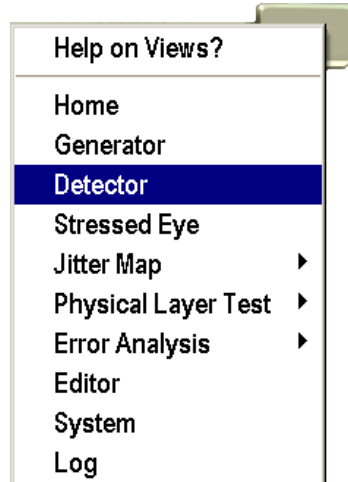 Help on Views?
Home
Generator
Detector
Stressed Eye
Jitter Map
Physical Layer Test
Error Analysis
Editor
System
Log